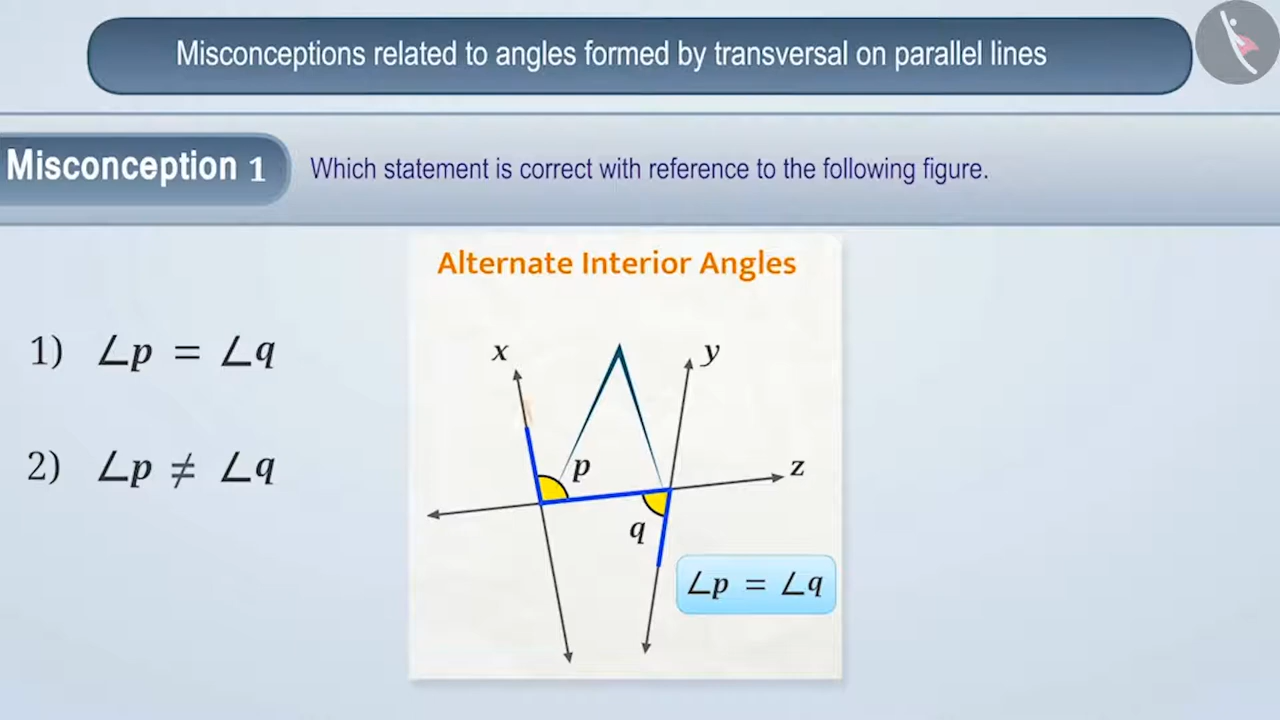 Misconceptions related to angles formed by transversal on parallel lines
Misconception 1
Which statement is correct with reference to the following figure.
Alternate Interior Angles
1) ∠p = ∠q
2) ∠p ≠ ∠q
x
y
p
z
q
∠p = ∠q